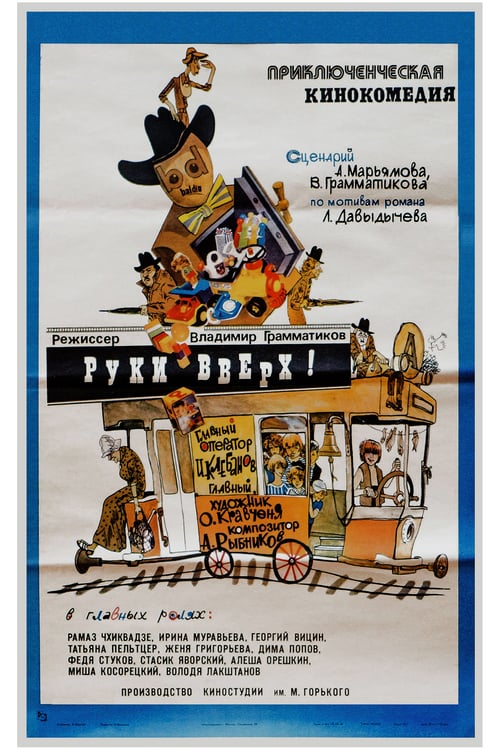 ПРИКЛЮЧЕНЧЕСКАЯ
КИНОКОМЕДИЯ
Сценарий
А. Марьямова,
В. Грамматикова
по мотивам романа
Л. Давыдычева
baldis
Режиссер Владимир Грамматиков
РУКИ ВВЕРХ!
Главный
оператор
П. Клебанов
главный
художник
О. Кравченя
композитор
А. Рыбников
в главных ролях:
РАМАЗ ЧХИКВАДЗЕ, ИРИНА МУРАВЬЕВА, ГЕОРГИЙ ВИЦИН,
ТАТЬЯНА ПЕЛЬТЦЕР, ЖЕНЯ ГРИГОРЬЕВА, ДИМА ПОПОВ,
ФЕДЯ СТУКОВ, СТАСИК ЯВОРСКИЙ, АЛЕША ОРЕШКИН,
МИША КОСОРЕЦКИЙ, ВОЛОДЯ ЛАКШТАНОВ
ПРОИЗВОДСТВО КИНОСТУДИИ им. М. ГОРЬКОГО